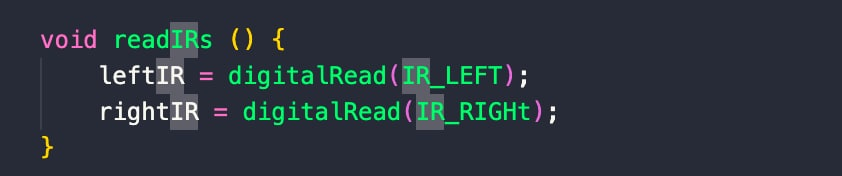 void readIRs () {
    leftIR = digitalRead(IR_LEFT);
    rightIR = digitalRead(IR_RIGHt);
}